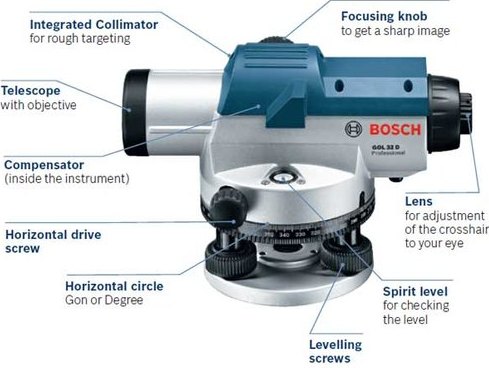 Integrated Collimator
for rough targeting
Focusing knob
to get a sharp image
Telescope
with objective
BOSCH
GOL 32 D
Professional
Compensator
(inside the instrument)
Lens
for adjustment
of the crosshair
to your eye
Horizontal drive
screw
340
330
Horizontal circle
Gon or Degree
Spirit level
for checking
the level
Levelling
screws